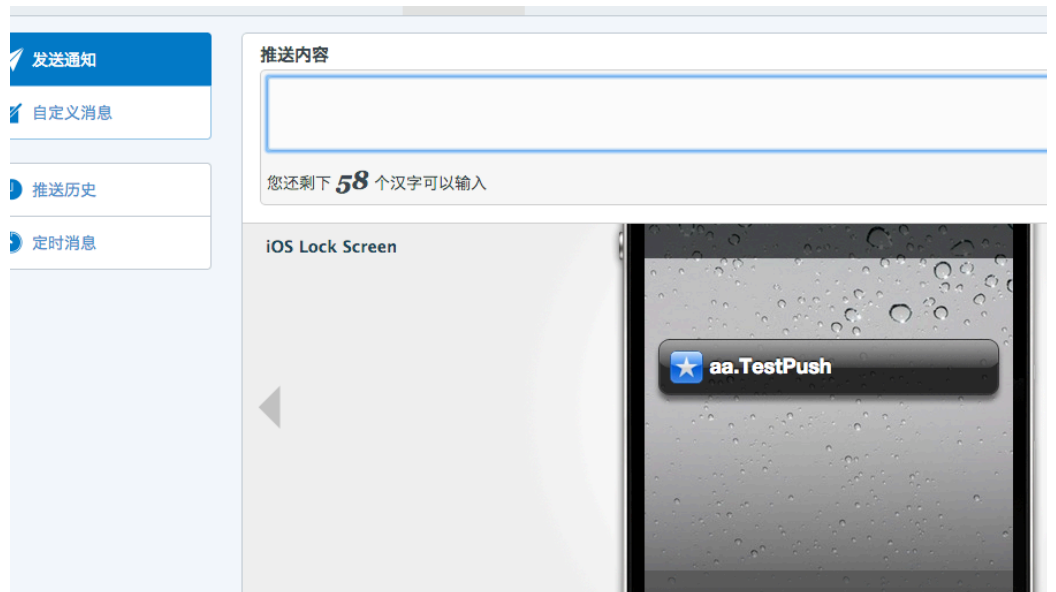 发送通知
自定义消息
推送历史
定时消息
推送内容
您还剩下 58 个汉字可以输入
iOS Lock Screen
aa.TestPush